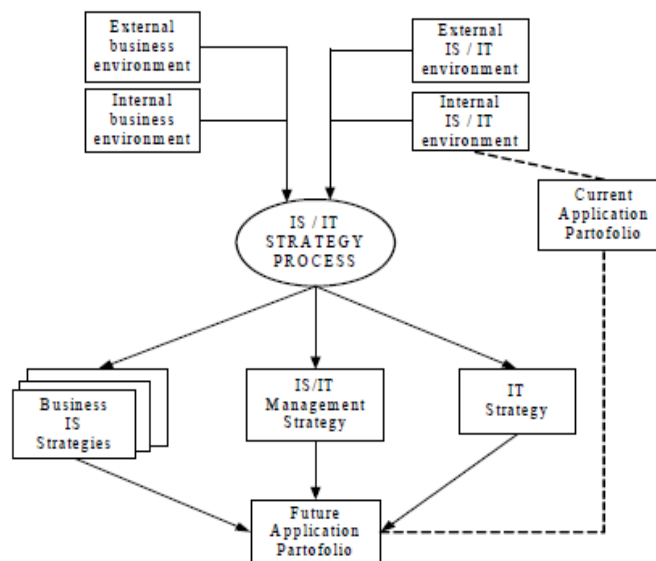 External
business
environment
External
IS / IT
environment
Internal
business
environment
Internal
IS / IT
environment
Current
Application
Partofolio
IS / IT
STRATEGY
PROCESS
Business
IS
Strategies
IS/IT
Management
Strategy
IT
Strategy
Future
Application
Partofolio